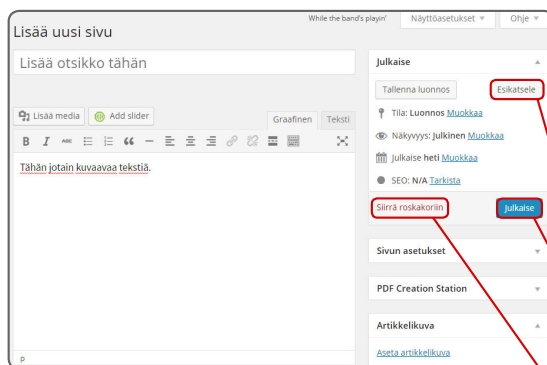 While the band's playin'
Näyttöasetukset
Ohje
Lisää uusi sivu
Lisää otsikko tähän
Lisää media
Add slider
Graafinen
Teksti
B I ABC
Tähän jotain kuvaavaa tekstiä.
p
Julkaise
Tallenna luonnos
Esikatsele
Tila: Luonnos Muokkaa
Näkyvyys: Julkinen Muokkaa
Julkaise heti Muokkaa
SEO: N/A Tarkista
Siirrä roskakoriin
Julkaise
Sivun asetukset
PDF Creation Station
Artikkelikuva
Aseta artikkelikuva